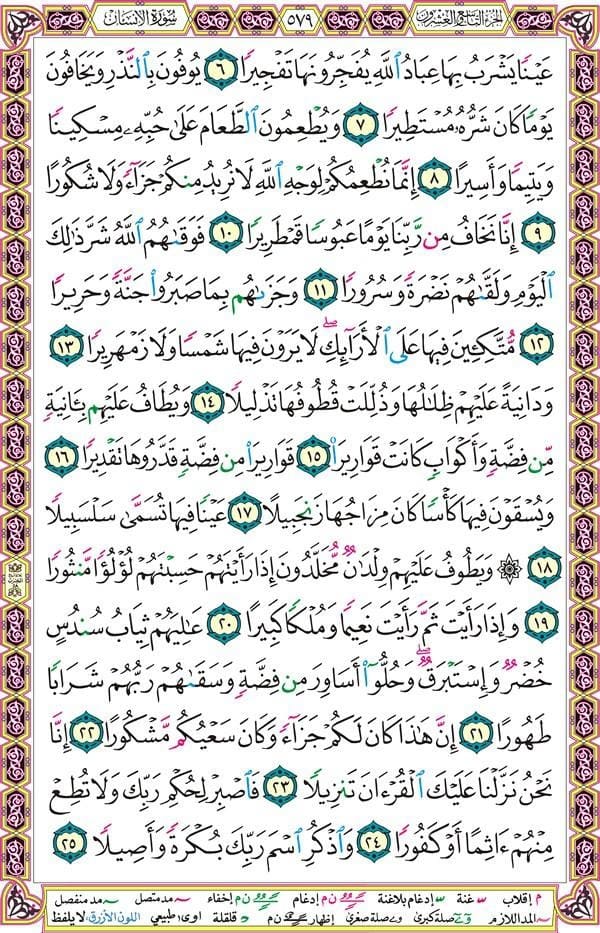 الجزء التاسع والعشرون
٥٧٩
سورة الإنسان
عَيْنًا يَشْرَبُ بِهَا عِبَادُ ٱللَّهِ يُفَجِّرُونَهَا تَفْجِيرًا ٦ يُوفُونَ بِٱلنَّذْرِ وَيَخَافُونَ
يَوْمًا كَانَ شَرُّهُۥ مُسْتَطِيرًا ٧ وَيُطْعِمُونَ ٱلطَّعَامَ عَلَىٰ حُبِّهِۦ مِسْكِينًا
وَيَتِيمًا وَأَسِيرًا ٨ إِنَّمَا نُطْعِمُكُمْ لِوَجْهِ ٱللَّهِ لَا نُرِيدُ مِنكُمْ جَزَآءً وَلَا شُكُورًا
٩ إِنَّا نَخَافُ مِن رَّبِّنَا يَوْمًا عَبُوسًا قَمْطَرِيرًا ١٠ فَوَقَىٰهُمُ ٱللَّهُ شَرَّ ذَٰلِكَ
ٱلْيَوْمِ وَلَقَّىٰهُمْ نَضْرَةً وَسُرُورًا ١١ وَجَزَىٰهُم بِمَا صَبَرُوا۟ جَنَّةً وَحَرِيرًا
١٢ مُّتَّكِـِٔينَ فِيهَا عَلَى ٱلْأَرَآئِكِ ۖ لَا يَرَوْنَ فِيهَا شَمْسًا وَلَا زَمْهَرِيرًا ١٣
وَدَانِيَةً عَلَيْهِمْ ظِلَٰلُهَا وَذُلِّلَتْ قُطُوفُهَا تَذْلِيلًا ١٤ وَيُطَافُ عَلَيْهِم بِـَٔانِيَةٍ
مِّن فِضَّةٍ وَأَكْوَابٍ كَانَتْ قَوَارِيرَا۠ ١٥ قَوَارِيرَا۟ مِن فِضَّةٍ قَدَّرُوهَا تَقْدِيرًا ١٦
وَيُسْقَوْنَ فِيهَا كَأْسًا كَانَ مِزَاجُهَا زَنجَبِيلًا ١٧ عَيْنًا فِيهَا تُسَمَّىٰ سَلْسَبِيلًا
١٨ ۞ وَيَطُوفُ عَلَيْهِمْ وِلْدَٰنٌ مُّخَلَّدُونَ إِذَا رَأَيْتَهُمْ حَسِبْتَهُمْ لُؤْلُؤًا مَّنثُورًا
١٩ وَإِذَا رَأَيْتَ ثَمَّ رَأَيْتَ نَعِيمًا وَمُلْكًا كَبِيرًا ٢٠ عَٰلِيَهُمْ ثِيَابُ سُندُسٍ
خُضْرٌ وَإِسْتَبْرَقٌ ۖ وَحُلُّوٓا۟ أَسَاوِرَ مِن فِضَّةٍ وَسَقَىٰهُمْ رَبُّهُمْ شَرَابًا
طَهُورًا ٢١ إِنَّ هَٰذَا كَانَ لَكُمْ جَزَآءً وَكَانَ سَعْيُكُم مَّشْكُورًا ٢٢ إِنَّا
نَحْنُ نَزَّلْنَا عَلَيْكَ ٱلْقُرْءَانَ تَنزِيلًا ٢٣ فَٱصْبِرْ لِحُكْمِ رَبِّكَ وَلَا تُطِعْ
مِنْهُمْ ءَاثِمًا أَوْ كَفُورًا ٢٤ وَٱذْكُرِ ٱسْمَ رَبِّكَ بُكْرَةً وَأَصِيلًا ٢٥
م إقلاب غنة إدغام بلاغنة ن م إدغام ن م إخفاء مد متصل مد منفصل
المد اللازم صلة كبرى صلة صغرى إظهار ن م قلقلة اوى طبيعي اللون الأزرق لا يلفظ